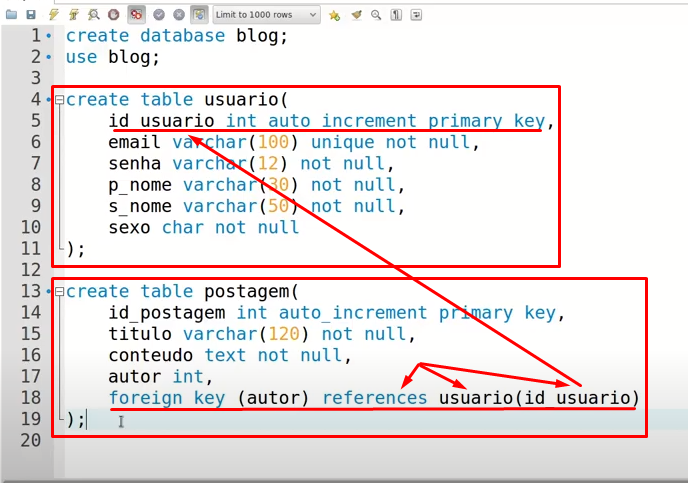 Limit to 1000 rows
1 create database blog;
2 use blog;
3
4 create table usuario(
5 id_usuario int auto_increment primary key,
6 email varchar(100) unique not null,
7 senha varchar(12) not null,
8 p_nome varchar(30) not null,
9 s_nome varchar(50) not null,
10 sexo char not null
11 );
12
13 create table postagem(
14 id_postagem int auto_increment primary key,
15 titulo varchar(120) not null,
16 conteudo text not null,
17 autor int,
18 foreign key (autor) references usuario(id_usuario)
19 );
20